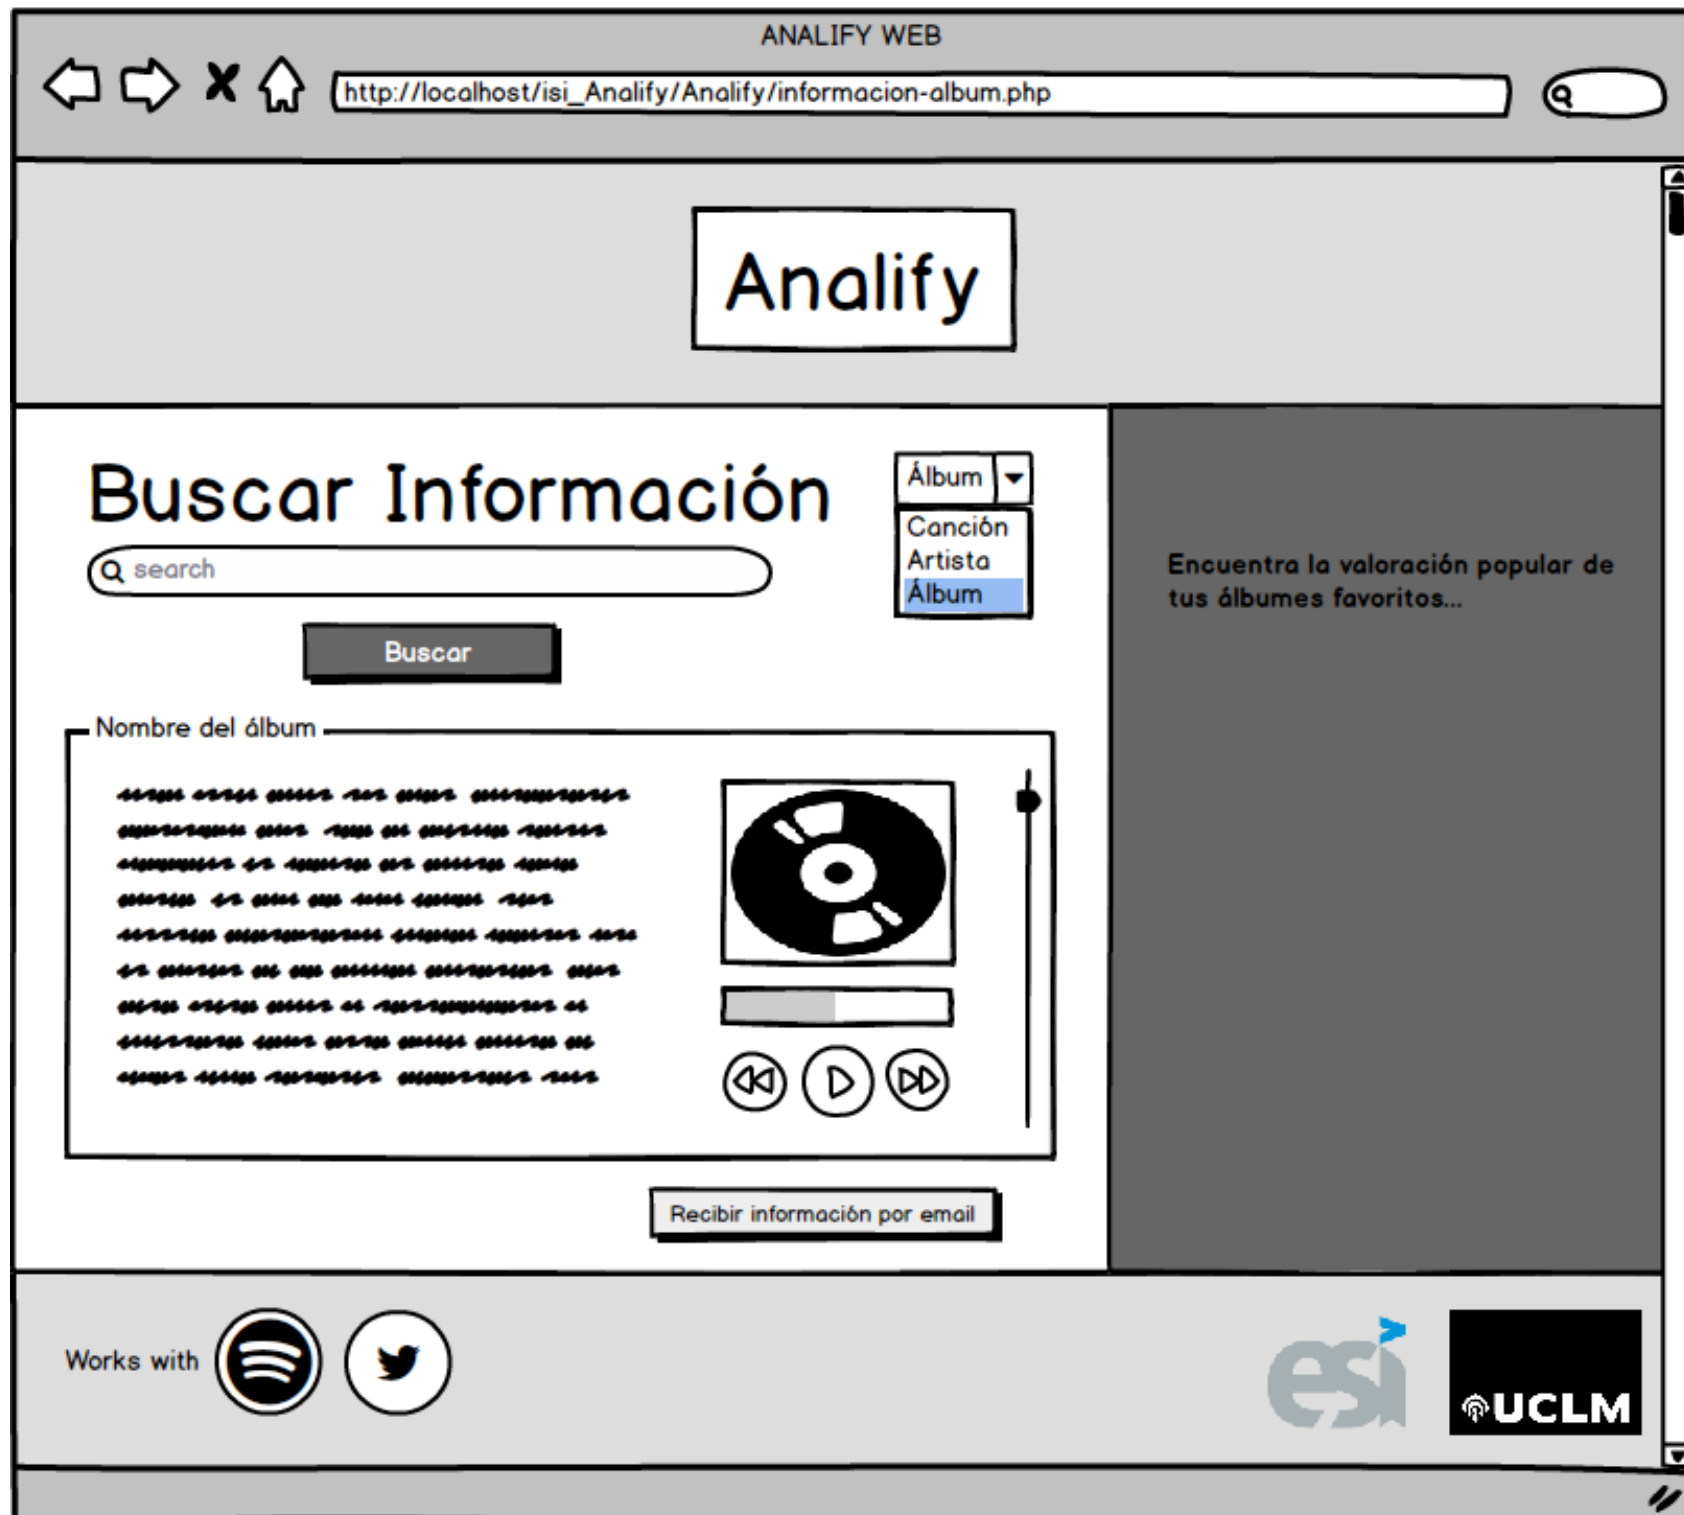 ANALIFY WEB
http://localhost/isi_Analify/Analify/informacion-album.php
Analify
Buscar Información
Álbum
Canción
Artista
Álbum
search
Buscar
Encuentra la valoración popular de
tus álbumes favoritos...
Nombre del álbum
Recibir información por email
Works with
esi
UCLM